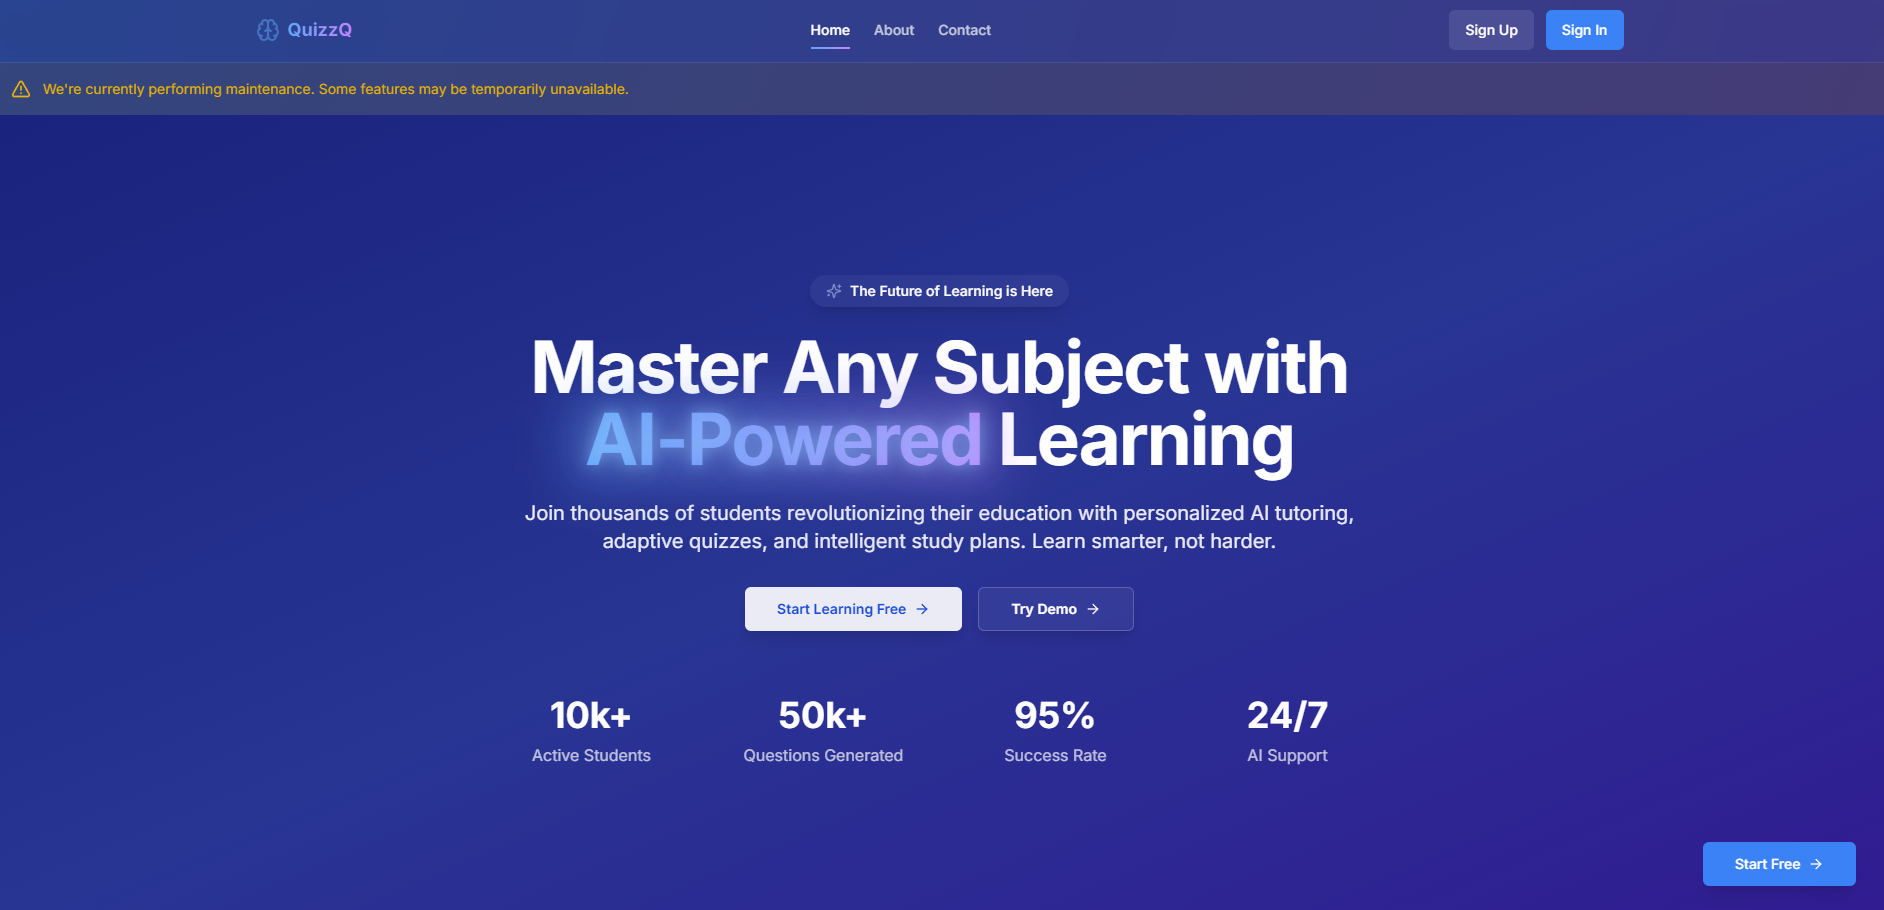 QuizzQ
Home
About
Contact
Sign Up
Sign In
We're currently performing maintenance. Some features may be temporarily unavailable.
The Future of Learning is Here
Master Any Subject with
AI-Powered Learning
Join thousands of students revolutionizing their education with personalized AI tutoring,
adaptive quizzes, and intelligent study plans. Learn smarter, not harder.
Start Learning Free
Try Demo
10k+
Active Students
50k+
Questions Generated
95%
Success Rate
24/7
AI Support
Start Free